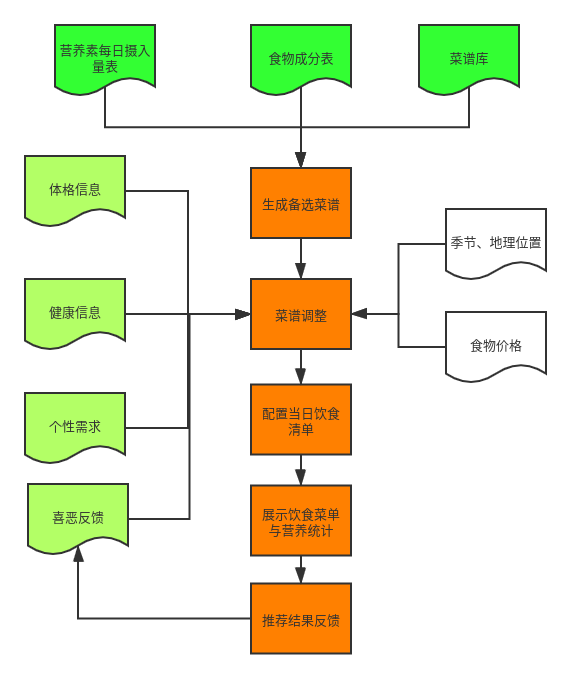 营养素每日摄入
量表
食物成分表
菜谱库
体格信息
生成备选菜谱
季节、地理位置
健康信息
菜谱调整
食物价格
个性需求
配置当日饮食
清单
喜恶反馈
展示饮食菜单
与营养统计
推荐结果反馈